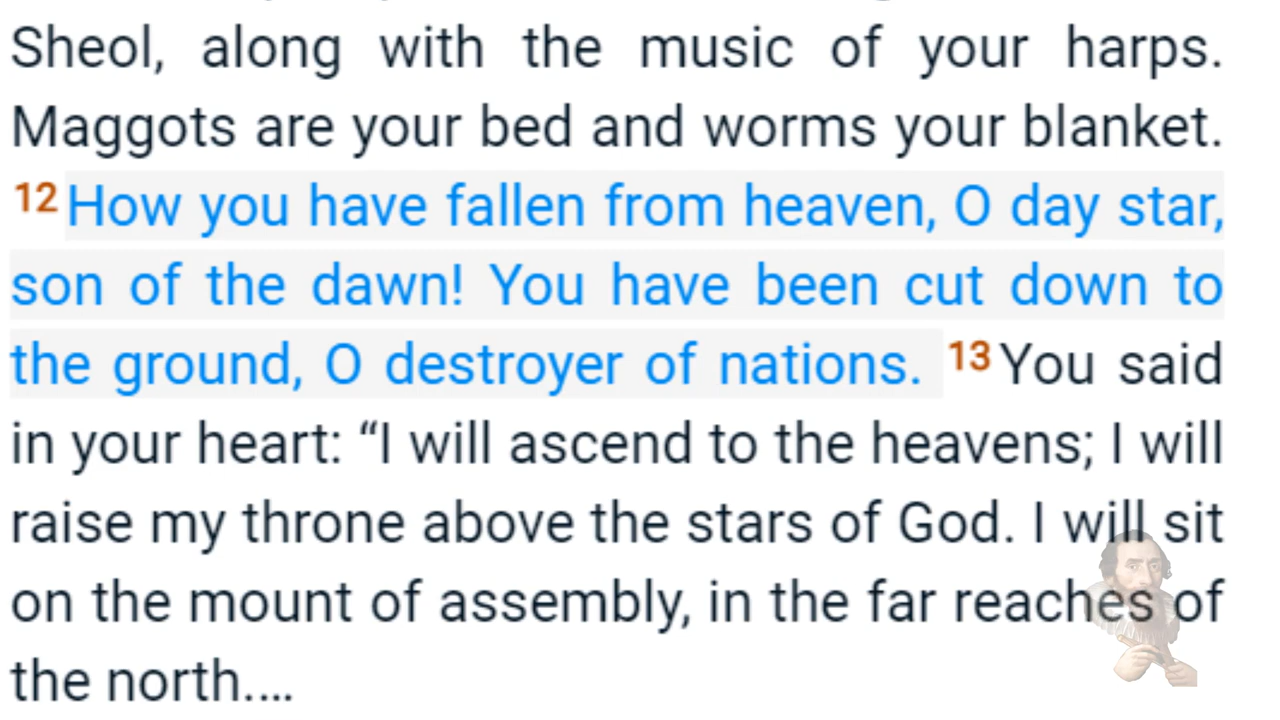 Sheol, along with the music of your harps.
Maggots are your bed and worms your blanket.
12 How you have fallen from heaven, O day star,
son of the dawn! You have been cut down to
the ground, O destroyer of nations. 13 You said
in your heart: “I will ascend to the heavens; I will
raise my throne above the stars of God. I will sit
on the mount of assembly, in the far reaches of
the north.…